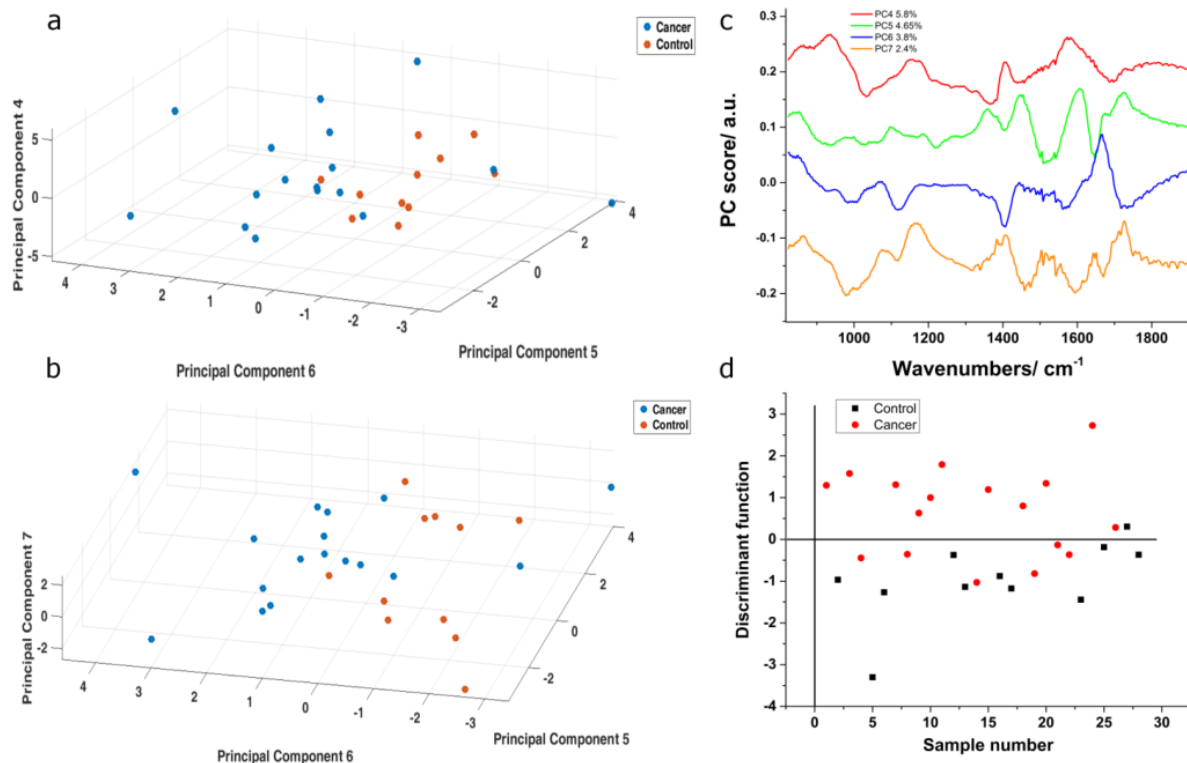 a
Cancer
Control
Principal Component 4
5
0
-5
4
3
2
1
0
-1
-2
-3
-2
0
2
4
Principal Component 6
Principal Component 5
b
Cancer
Control
Principal Component 7
2
0
-2
4
3
2
1
0
-1
-2
-3
-2
0
2
4
Principal Component 6
Principal Component 5
c
PC4 5.8%
PC5 4.65%
PC6 3.8%
PC7 2.4%
PC score/ a.u.
0.3
0.2
0.1
0.0
-0.1
-0.2
1000
1200
1400
1600
1800
Wavenumbers/ cm⁻¹
d
Control
Cancer
Discriminant function
3
2
1
0
-1
-2
-3
-4
0
5
10
15
20
25
30
Sample number